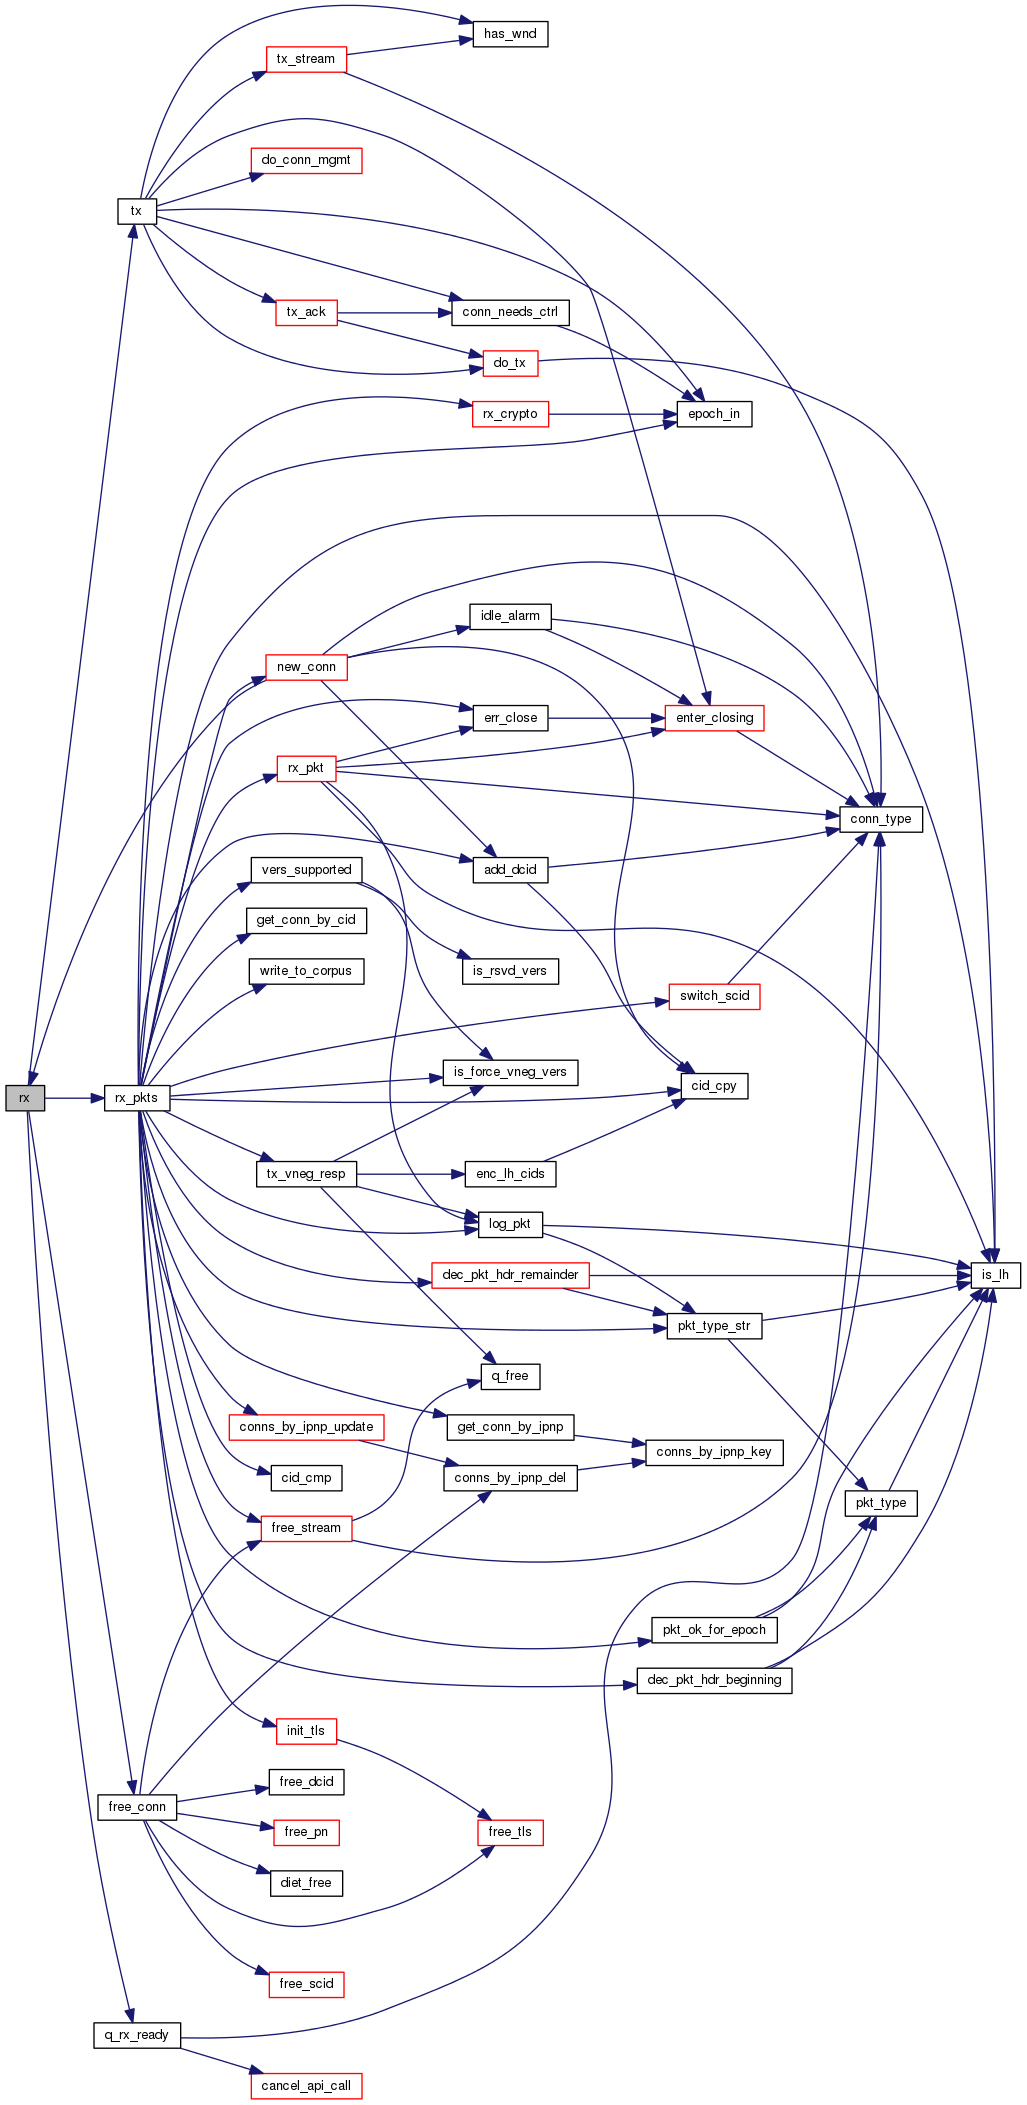 has_wnd
tx_stream
do_conn_mgmt
tx
tx_ack
conn_needs_ctrl
do_tx
rx_crypto
epoch_in
idle_alarm
new_conn
err_close
enter_closing
rx_pkt
conn_type
vers_supported
add_dcid
get_conn_by_cid
write_to_corpus
is_rsvd_vers
switch_scid
is_force_vneg_vers
cid_cpy
rx
rx_pkts
tx_vneg_resp
enc_lh_cids
log_pkt
dec_pkt_hdr_remainder
is_lh
pkt_type_str
q_free
conns_by_ipnp_update
get_conn_by_ipnp
conns_by_ipnp_key
cid_cmp
conns_by_ipnp_del
pkt_type
free_stream
pkt_ok_for_epoch
dec_pkt_hdr_beginning
init_tls
free_dcid
free_conn
free_pn
free_tls
diet_free
free_scid
q_rx_ready
cancel_api_call